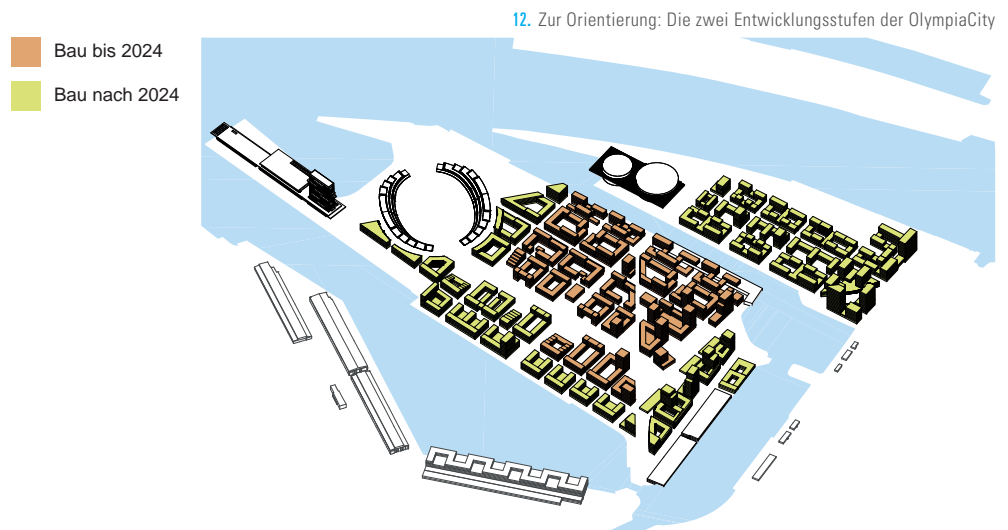 12. Zur Orientierung: Die zwei Entwicklungsstufen der OlympiaCity
Bau bis 2024
Bau nach 2024